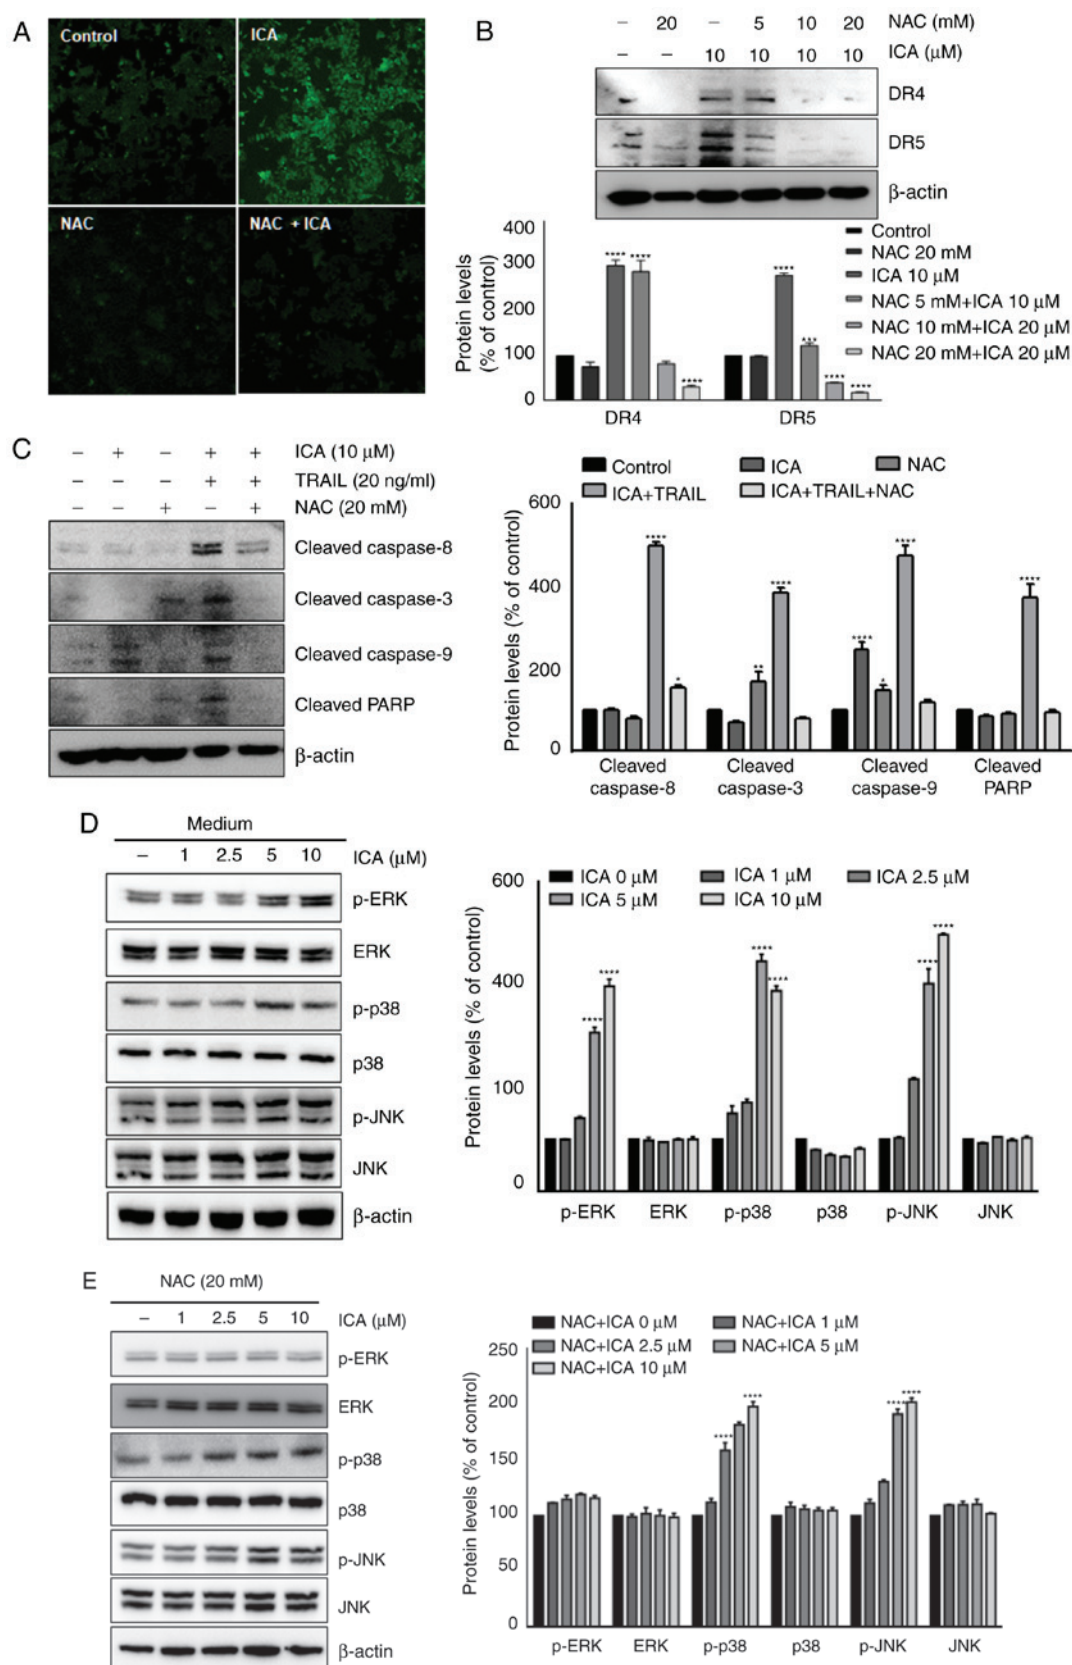 A
Control
ICA
NAC
NAC + ICA
B
– 20 – 5 10 20 NAC (mM)
– – 10 10 10 10 ICA (μM)
DR4
DR5
β-actin
Protein levels
(% of control)
400
300
200
100
0
**** **** ****
**** *** **** ****
DR4 DR5
Control
NAC 20 mM
ICA 10 μM
NAC 5 mM+ICA 10 μM
NAC 10 mM+ICA 20 μM
NAC 20 mM+ICA 20 μM
C
– + – + + ICA (10 μM)
– – – + + TRAIL (20 ng/ml)
– – + – + NAC (20 mM)
Cleaved caspase-8
Cleaved caspase-3
Cleaved caspase-9
Cleaved PARP
β-actin
Control ICA NAC
ICA+TRAIL ICA+TRAIL+NAC
Protein levels (% of control)
600
400
200
0
**** * ** **** **** * **** ****
Cleaved Cleaved Cleaved Cleaved
caspase-8 caspase-3 caspase-9 PARP
D
Medium
– 1 2.5 5 10 ICA (μM)
p-ERK
ERK
p-p38
p38
p-JNK
JNK
β-actin
ICA 0 μM ICA 1 μM ICA 2.5 μM
ICA 5 μM ICA 10 μM
Protein levels (% of control)
600
400
100
0
**** **** **** **** **** ****
p-ERK ERK p-p38 p38 p-JNK JNK
E
NAC (20 mM)
– 1 2.5 5 10 ICA (μM)
p-ERK
ERK
p-p38
p38
p-JNK
JNK
β-actin
NAC+ICA 0 μM NAC+ICA 1 μM
NAC+ICA 2.5 μM NAC+ICA 5 μM
NAC+ICA 10 μM
Protein levels (% of control)
250
200
150
100
50
0
**** **** **** ****
p-ERK ERK p-p38 p38 p-JNK JNK